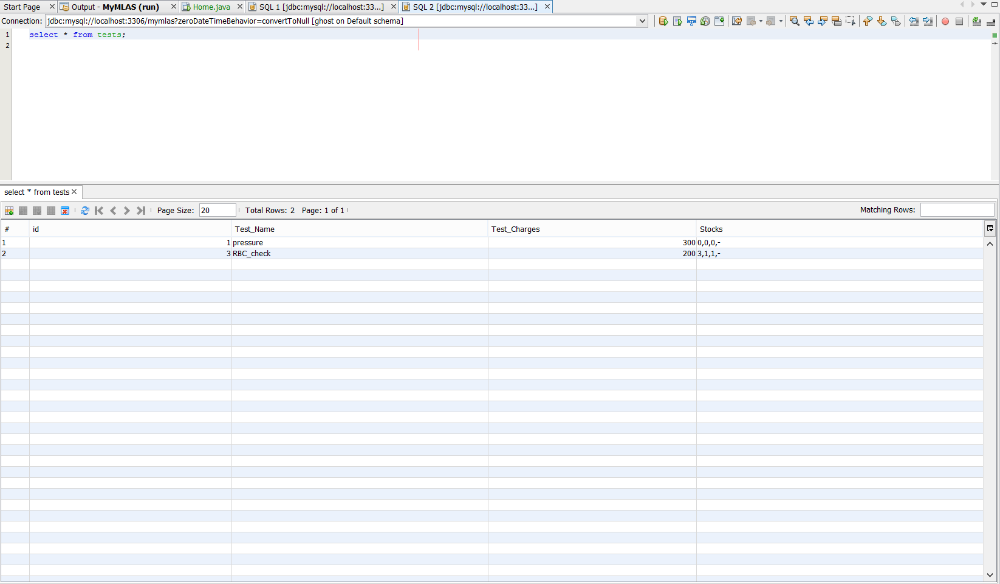 Start Page Output - MyMLAS (run) Home.java SQL 1 [jdbc:mysql://localhost:33...] SQL 2 [jdbc:mysql://localhost:33...]
Connection: jdbc:mysql://localhost:3306/mymlas?zeroDateTimeBehavior=convertToNull [ghost on Default schema]
1 select * from tests;
2
select * from tests
Page Size: 20 Total Rows: 2 Page: 1 of 1 Matching Rows:
# id Test_Name Test_Charges Stocks
1 1 pressure 300 0,0,0,-
2 3 RBC_check 200 3,1,1,-